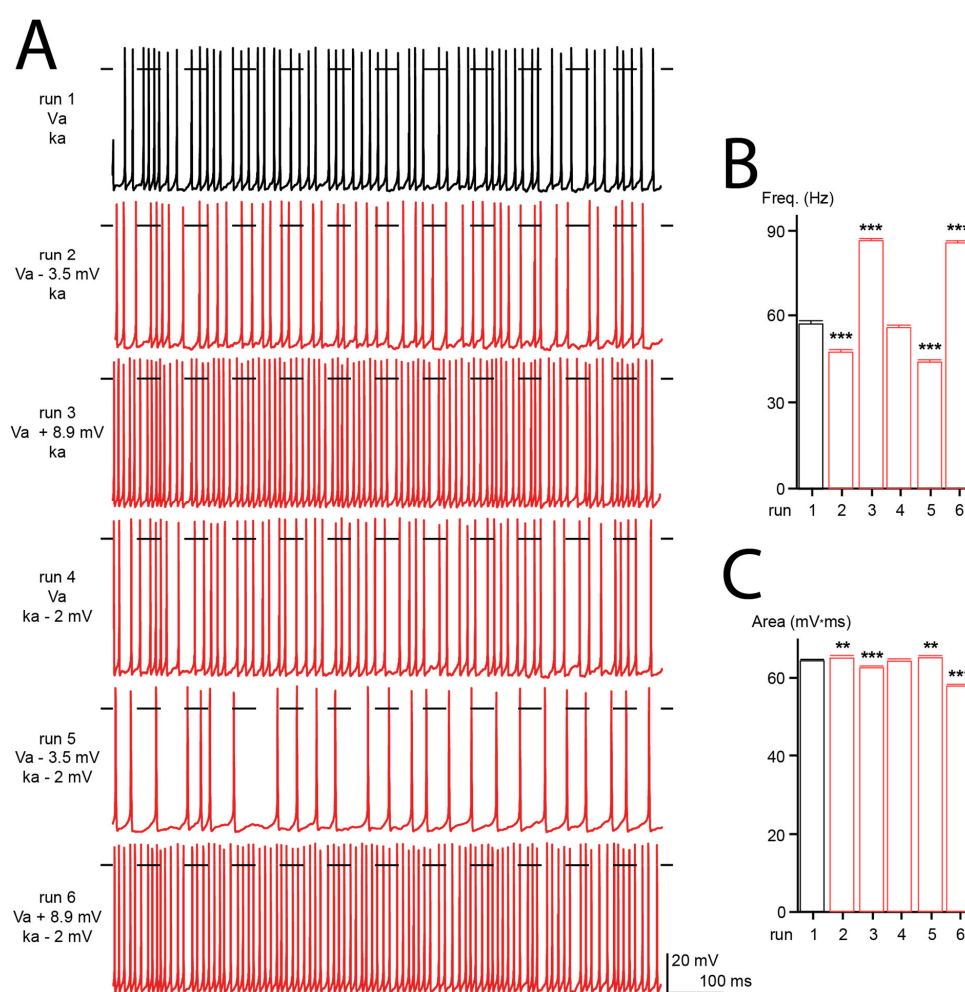 A
run 1
Va
ka
run 2
Va - 3.5 mV
ka
run 3
Va + 8.9 mV
ka
run 4
Va
ka - 2 mV
run 5
Va - 3.5 mV
ka - 2 mV
run 6
Va + 8.9 mV
ka - 2 mV
20 mV
100 ms
B
Freq. (Hz)
90
60
30
0
***
***
***
***
run 1 2 3 4 5 6
C
Area (mV*ms)
60
40
20
0
**
***
**
***
run 1 2 3 4 5 6